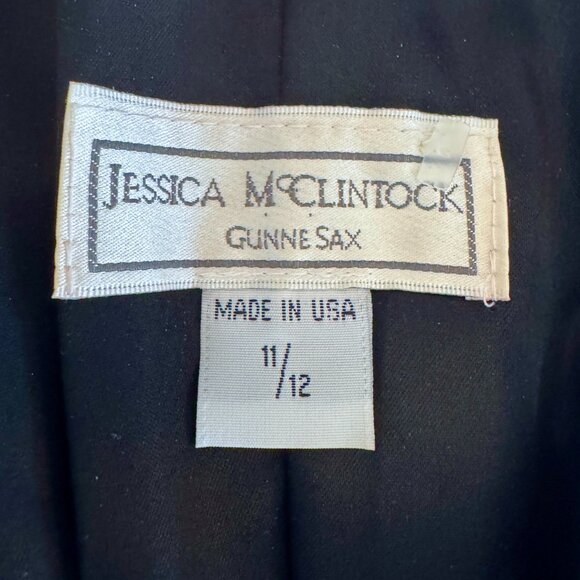 JESSICA McCLINTOCK
GUNNE SAX
MADE IN USA
11/12